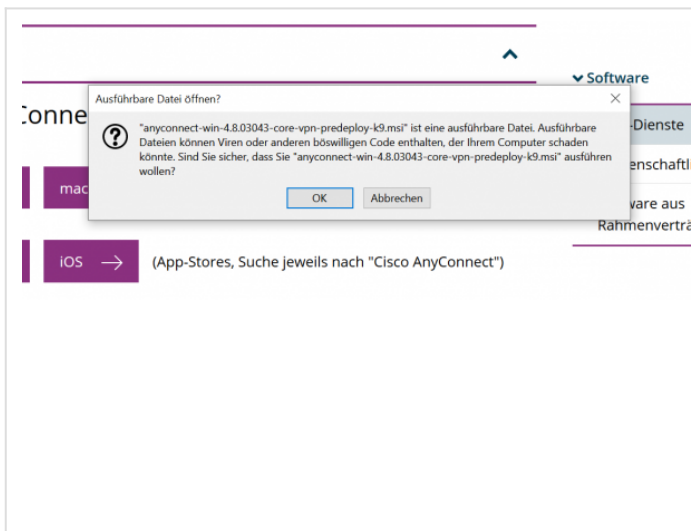 Software
Ausführbare Datei öffnen?
"anyconnect-win-4.8.03043-core-vpn-predeploy-k9.msi" ist eine ausführbare Datei. Ausführbare
Dateien können Viren oder anderen böswilligen Code enthalten, der Ihrem Computer schaden
könnte. Sind Sie sicher, dass Sie "anyconnect-win-4.8.03043-core-vpn-predeploy-k9.msi" ausführen
wollen?
OK Abbrechen
onne
-Dienste
enschaftl
mac
ware aus
Rahmenverträ
iOS → (App-Stores, Suche jeweils nach "Cisco AnyConnect")